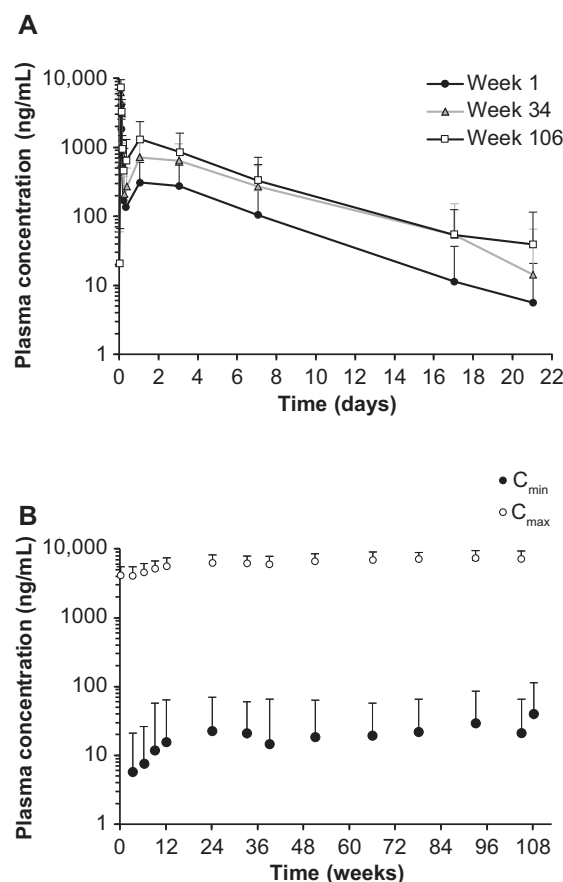 A
Plasma concentration (ng/mL)
10,000
1000
100
10
1
Week 1
Week 34
Week 106
0 2 4 6 8 10 12 14 16 18 20 22
Time (days)
B
Plasma concentration (ng/mL)
C_min
C_max
10,000
1000
100
10
1
0 12 24 36 48 60 72 84 96 108
Time (weeks)